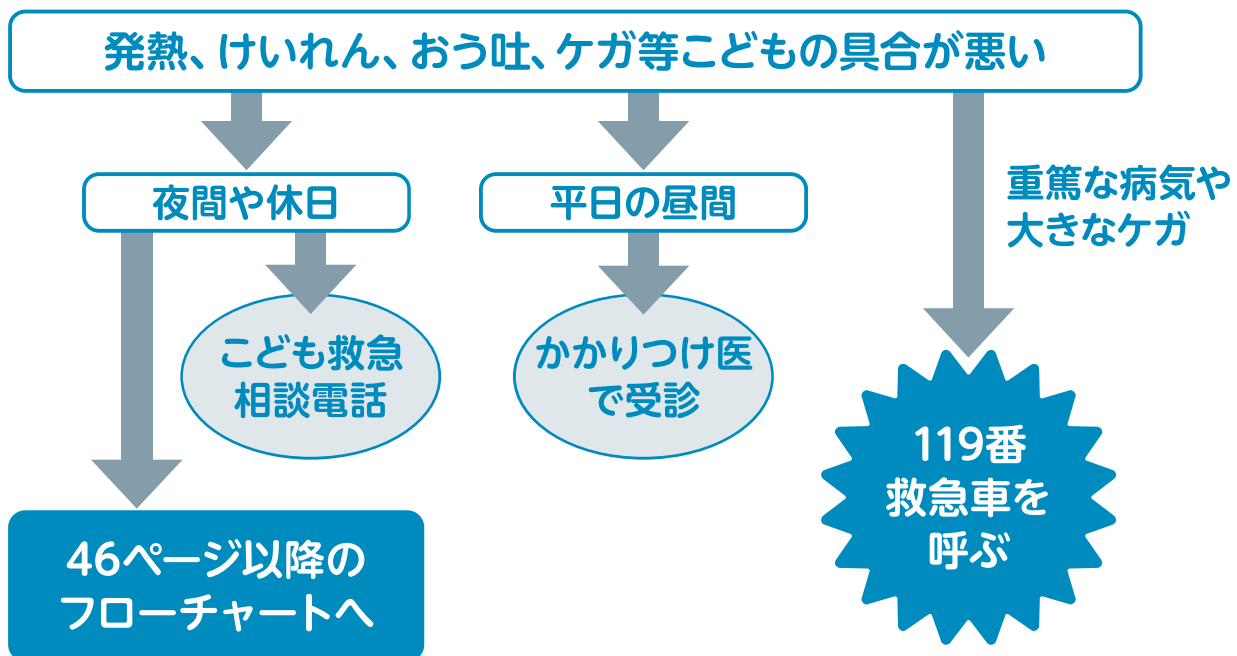 発熱、けいれん、おう吐、ケガ等こどもの具合が悪い
夜間や休日
平日の昼間
重篤な病気や
大きなケガ
こども救急
相談電話
かかりつけ医
で受診
119番
救急車を
呼ぶ
46ページ以降の
フローチャートへ